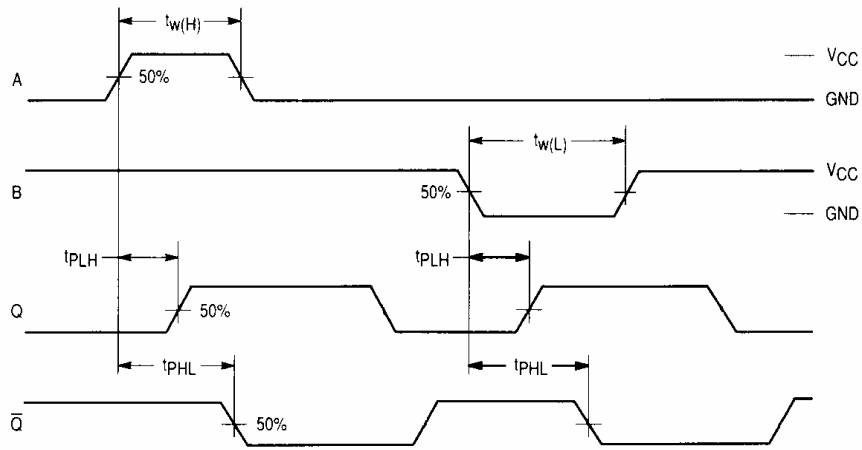 tw(H)
VCC
A
50%
GND
tw(L)
VCC
B
50%
GND
tPLH
tPLH
Q
50%
tPHL
tPHL
Q̅
50%